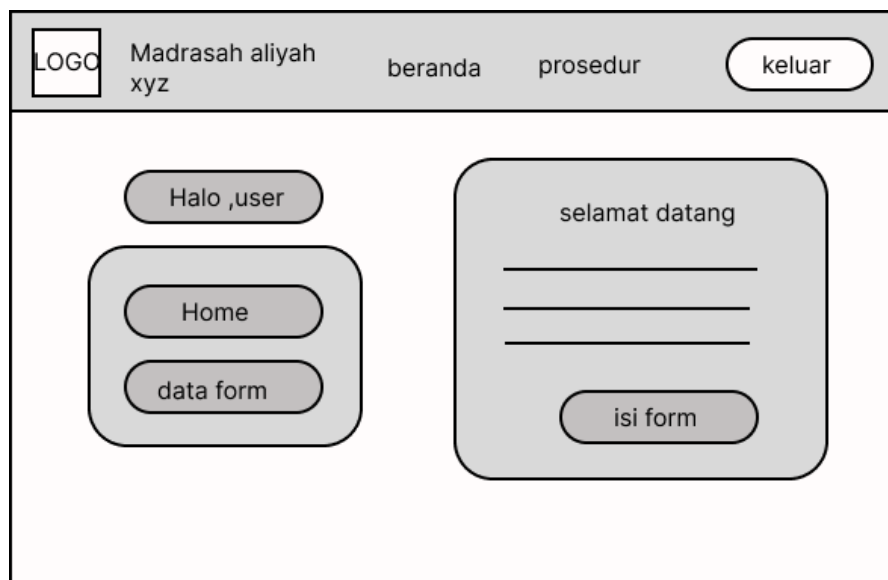 LOGO
Madrasah aliyah
xyz
beranda
prosedur
keluar
Halo ,user
Home
data form
selamat datang
isi form